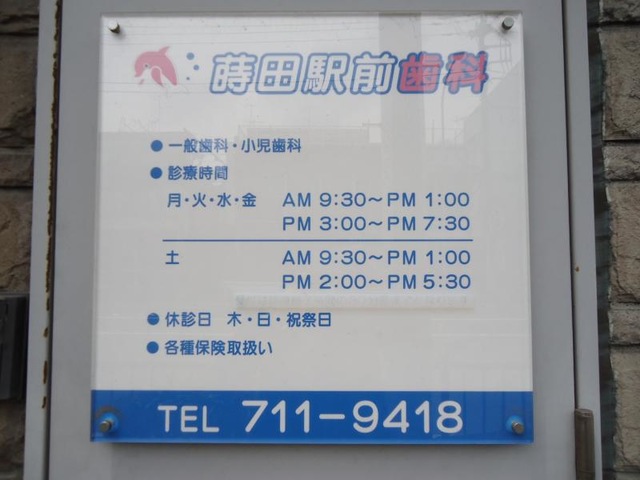 蒔田駅前歯科
●一般歯科・小児歯科
●診療時間
月・火・水・金 AM 9:30～PM 1:00
PM 3:00～PM 7:30
土 AM 9:30～PM 1:00
PM 2:00～PM 5:30
●休診日 木・日・祝祭日
●各種保険取扱い
TEL 711-9418